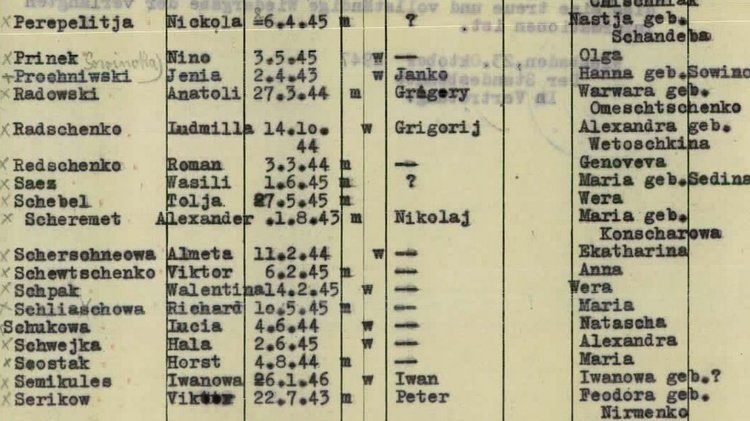 Chischniak
Perepelitja Nickola 26.4.45 m ? Nastja geb.
Schandeba
Prinek Nino 3.5.45 w — Olga
Prochniwski Jenia 2.4.43 w Janko Hanna geb.Sowino
Radowski Anatoli 27.3.44 m Gregory Warwara geb.
Omeschtschenko
Radschenko Ludmilla 14.10. w Grigorij Alexandra geb.
44 Wetoschkina
Redschenko Roman 3.3.44 m — Genoveva
Saez Wasili 1.6.45 m ? Maria geb.Sedina
Schebel Tolja 27.5.45 m Wera
Scheremet Alexander .1.8.43 m Nikolaj Maria geb.
Konscharowa
Schersohneowa Almeta 11.2.44 w — Ekatharina
Schewtschenko Viktor 6.2.45 m — Anna
Schpak Walentina 14.2.45 w — Wera
Schliaschowa Richard 10.5.45 m — Maria
Schukowa Lucia 4.6.44 w — Natascha
Schwejka Hala 2.6.45 w — Alexandra
Sostak Horst 4.8.44 m — Maria
Semikules Iwanowa 26.1.46 w Iwan Iwanowa geb.?
Serikow Viktor 22.7.43 m Peter Feodora geb.
Nirmenko